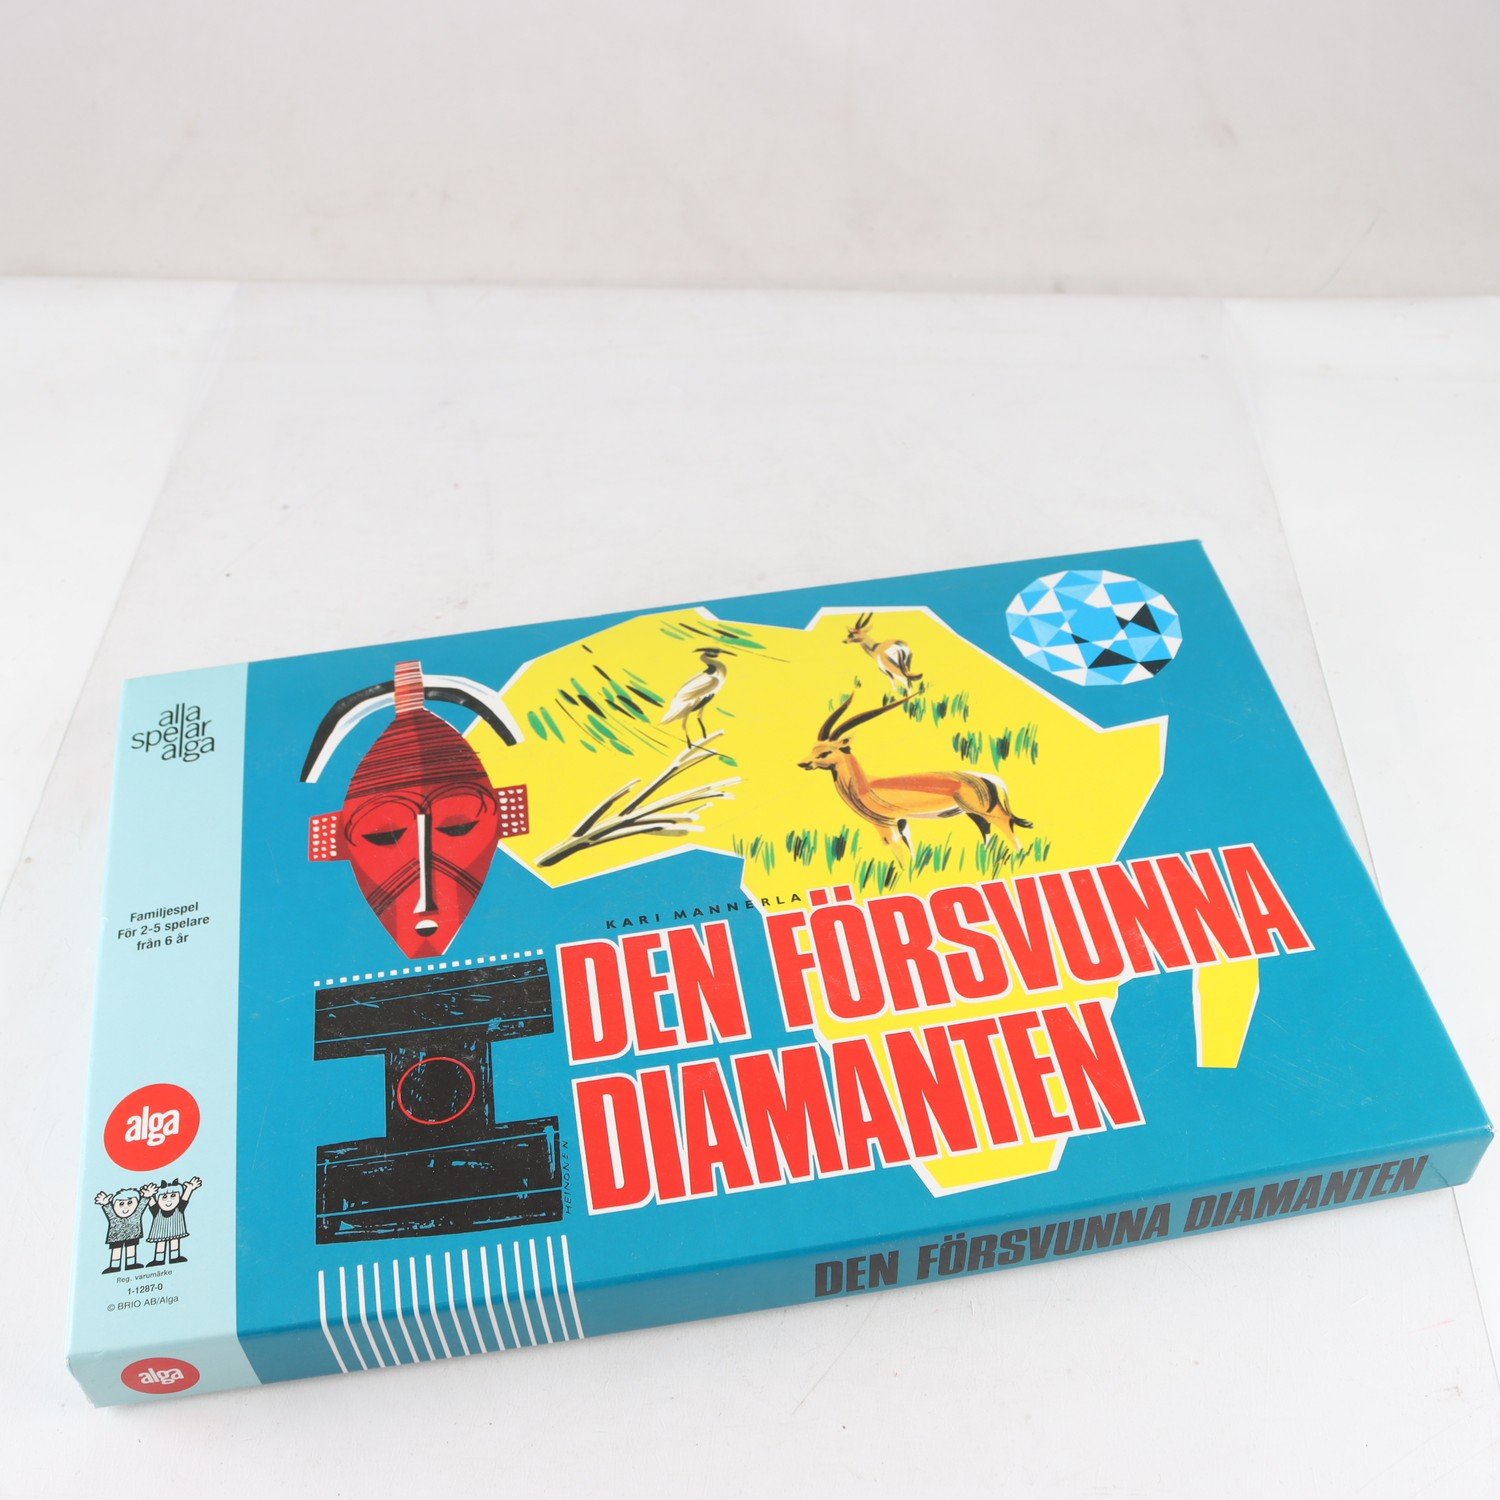 alla
spelar
alga
Familjespel
För 2-5 spelare
från 6 år
alga
Reg. varumärke
1-1287-0
© BRIO AB/Alga
KARI MANNERLA
DEN FÖRSVUNNA
DIAMANTEN
HEINONEN
alga
DEN FÖRSVUNNA DIAMANTEN